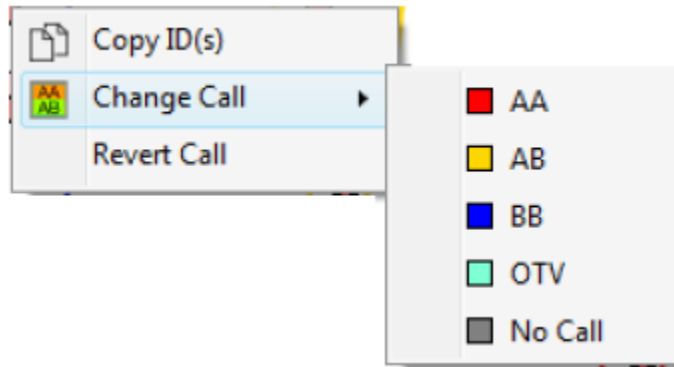 Copy ID(s)
AA
AB
Change Call
Revert Call
AA
AB
BB
OTV
No Call